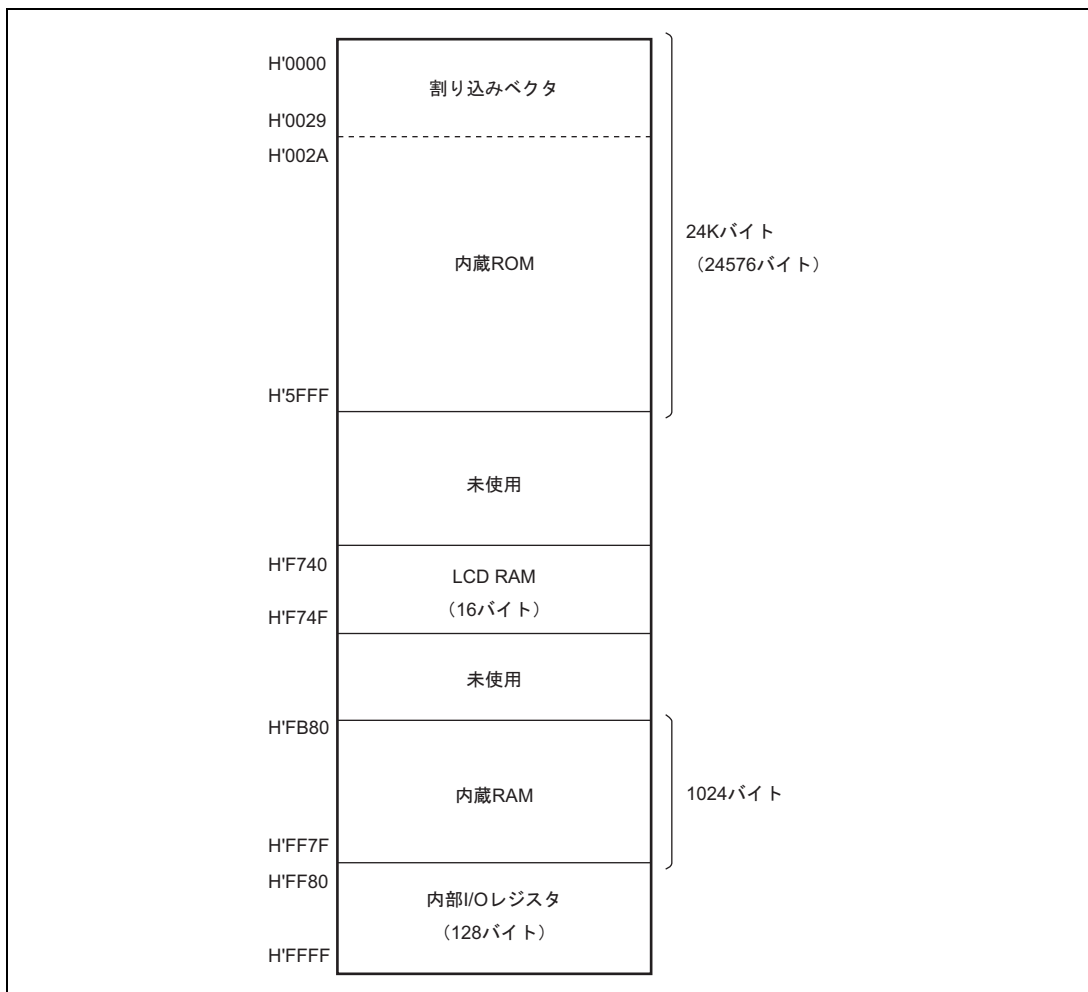 H'0000
割り込みベクタ
H'0029
H'002A
24Kバイト
(24576バイト)
内蔵ROM
H'5FFF
未使用
H'F740
LCD RAM
(16バイト)
H'F74F
未使用
H'FB80
内蔵RAM
1024バイト
H'FF7F
H'FF80
内部I/Oレジスタ
(128バイト)
H'FFFF